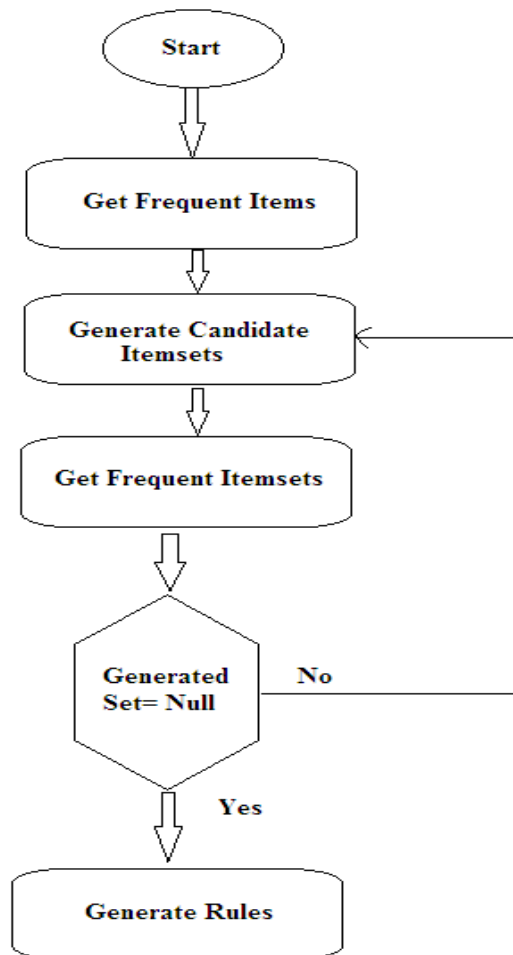 Start
Get Frequent Items
Generate Candidate
Itemsets
Get Frequent Itemsets
Generated
Set= Null
No
Yes
Generate Rules